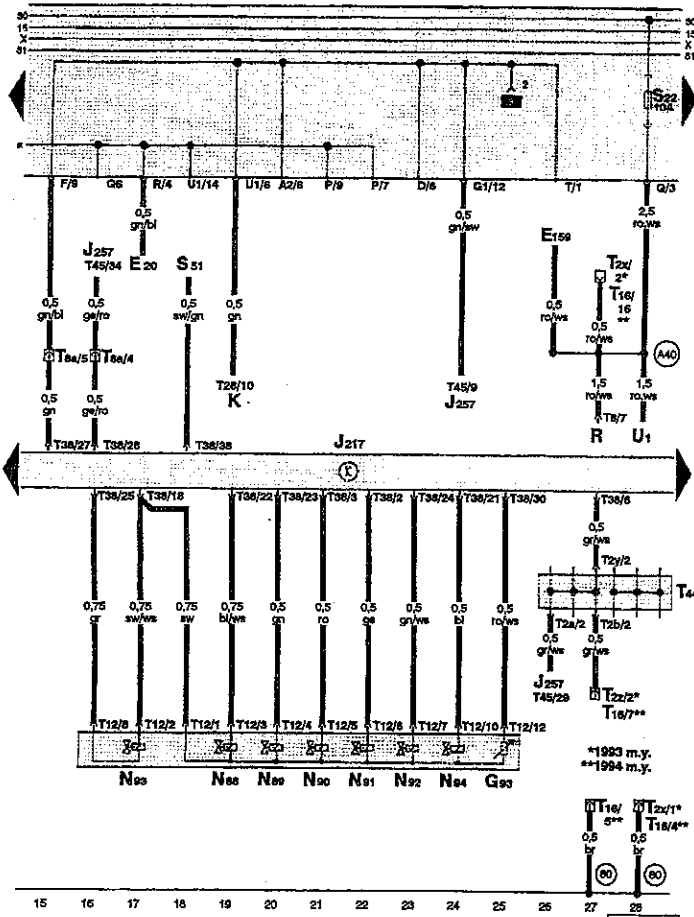 30 30
15 15
X X
31 31
2
S22
10A
F/8 Q6 R/4 U1/14 U1/6 A2/8 P/9 P/7 D/6 G1/12 T/1 Q/3
0,5 gn/bl
0,5 gn/sw
2,5 ro/ws
J257
T45/34
E20
S51
E159
T2x/
2*
T16/
16
**
0,5 gn/bl
0,5 ge/ro
0,5 sw/gn
0,5 gn
0,5 ro/ws
0,5 ro/ws
T8a/5 T8e/4
A40
T28/10
K
T45/9
J257
0,5 gn
0,5 ge/ro
1,5 ro/ws
1,5 ro/ws
T8/7
R U1
T38/27 T38/28 T38/38 J217
K
T38/25 T38/18 T38/22 T38/23 T38/3 T38/2 T38/24 T38/21 T38/30 T38/6
0,5 gr/ws
T2y/2
T44
0,75 gr
0,75 sw/ws
0,75 sw
0,75 bl/ws
0,5 gn
0,5 ro
0,5 ge
0,5 gn/ws
0,5 bl
0,5 ro/ws
T2a/2 T2b/2
0,5 gr/ws
0,5 gr/ws
J257
T45/29
T2z/2*
T16/7**
T12/8 T12/2 T12/1 T12/3 T12/4 T12/5 T12/6 T12/7 T12/10 T12/12
N93 N88 N89 N90 N91 N92 N94 G93
*1993 m.y.
**1994 m.y.
T16/
5**
T2x/1*
T16/4**
0,5 br
0,5 br
60 60
15 16 17 18 19 20 21 22 23 24 25 26 27 28